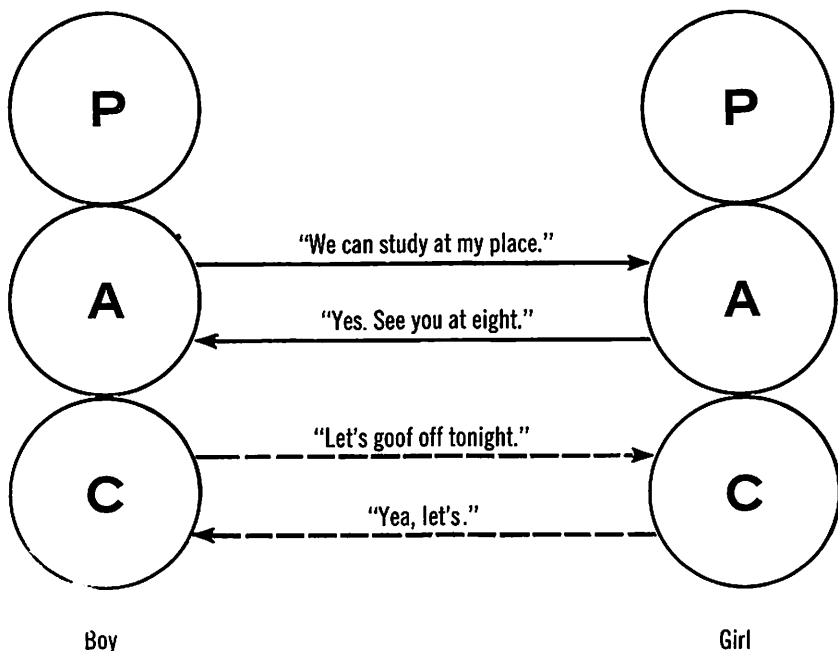 P P
“We can study at my place.”
A A
“Yes. See you at eight.”
“Let's goof off tonight.”
C C
“Yea, let's.”
Boy Girl